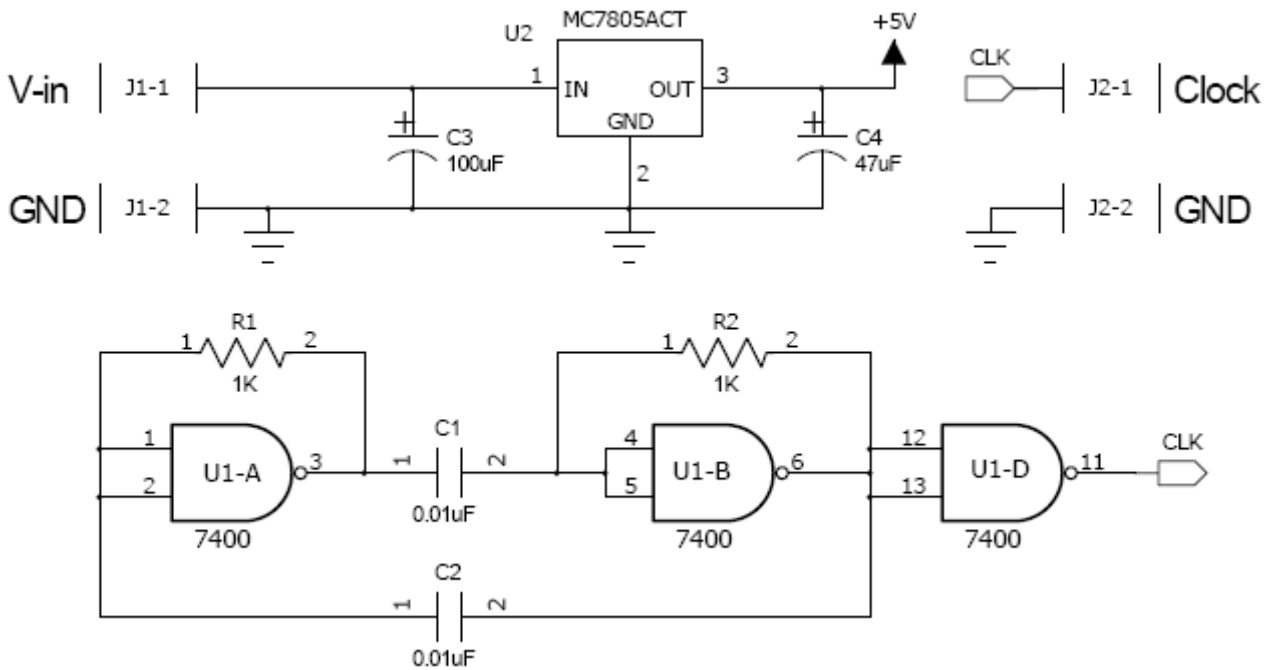 MC7805ACT
U2
+5V
CLK
V-in J1-1 1 IN OUT 3 J2-1 Clock
GND
C3
100uF
2
C4
47uF
GND J1-2 J2-2 GND
R1 R2
1 2 1 2
1K 1K
1 C1 4 12 CLK
U1-A 3 1 2 U1-B 6 U1-D 11
2 5 13
0.01uF
7400 7400 7400
C2
1 2
0.01uF